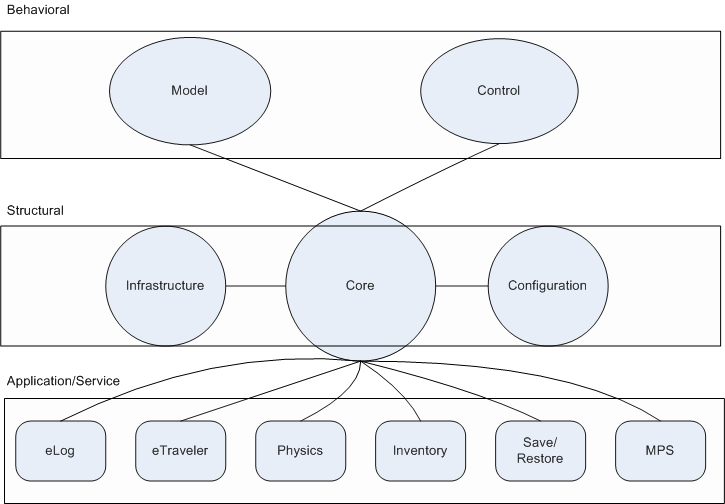 Behavioral
Model
Control
Structural
Infrastructure
Core
Configuration
Application/Service
eLog
eTraveler
Physics
Inventory
Save/
Restore
MPS